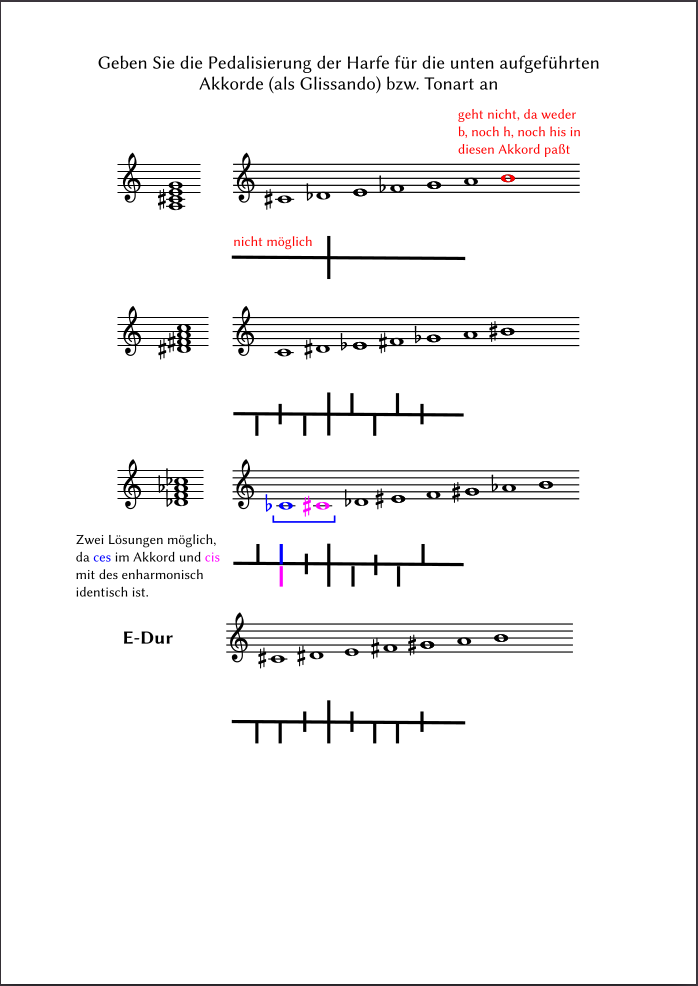 Geben Sie die Pedalisierung der Harfe für die unten aufgeführten
Akkorde (als Glissando) bzw. Tonart an
geht nicht, da weder
b, noch h, noch his in
diesen Akkord paßt
nicht möglich
Zwei Lösungen möglich,
da ces im Akkord und cis
mit des enharmonisch
identisch ist.
E-Dur